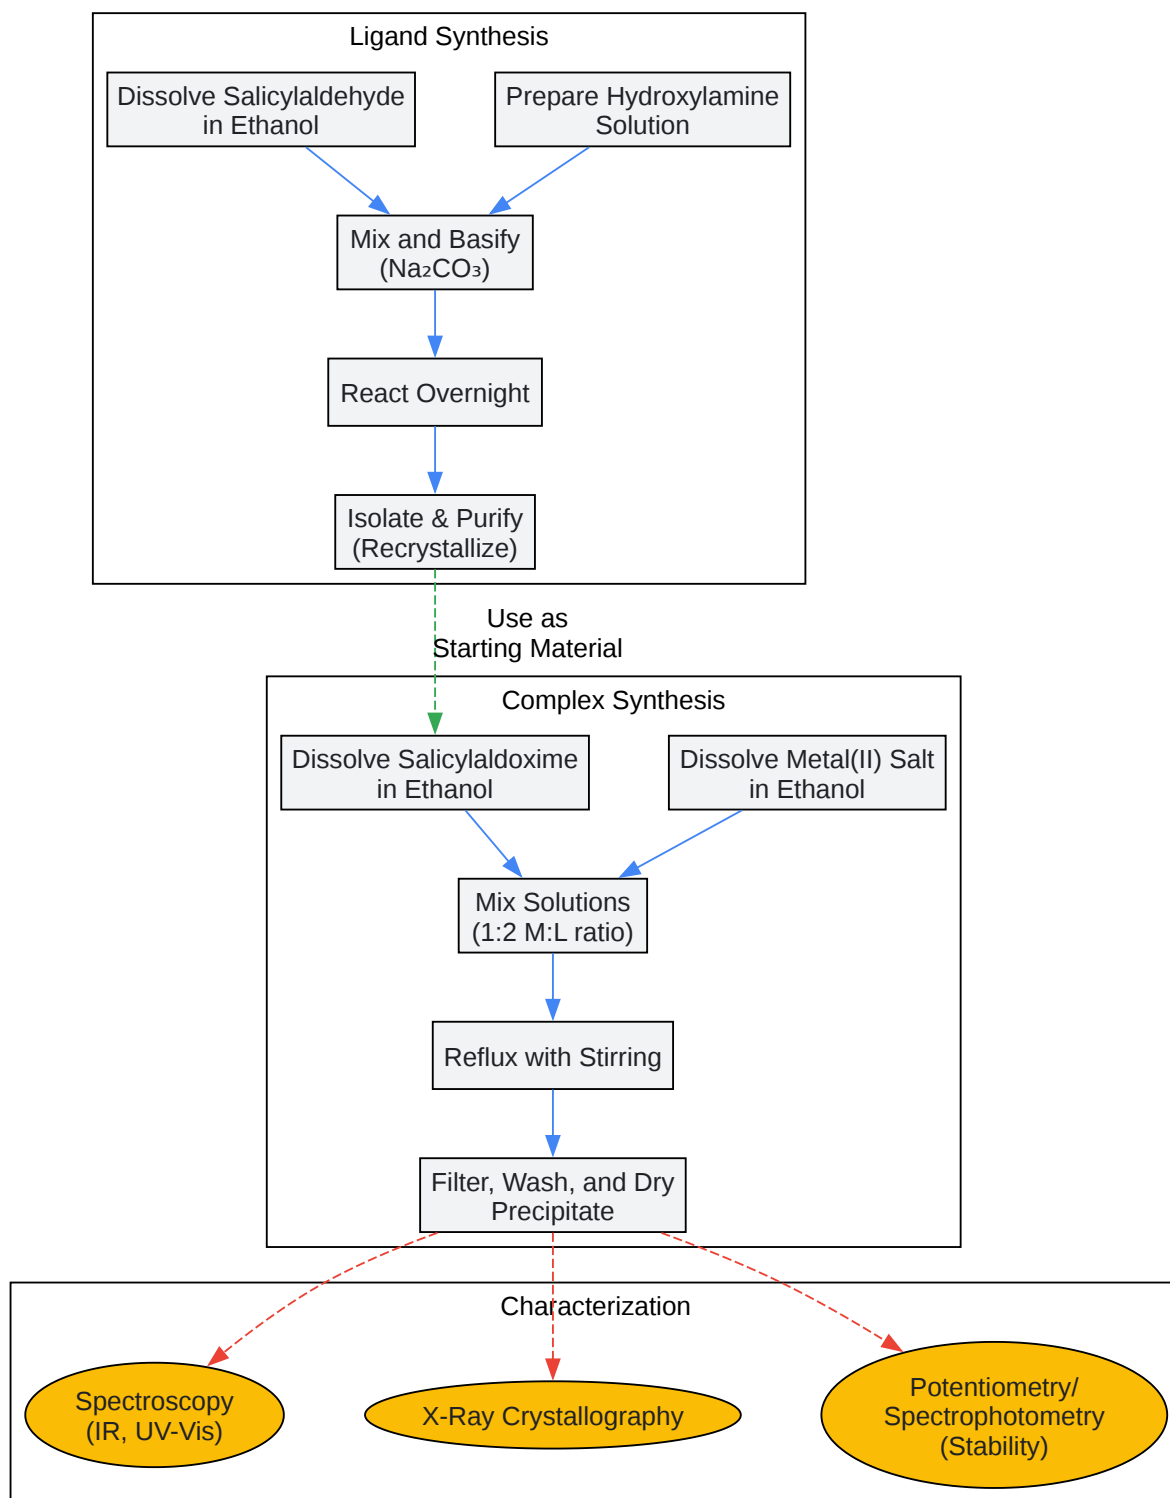 Ligand Synthesis
Dissolve Salicylaldehyde
in Ethanol
Prepare Hydroxylamine
Solution
Mix and Basify
(Na₂CO₃)
React Overnight
Isolate & Purify
(Recrystallize)
Use as
Starting Material
Complex Synthesis
Dissolve Salicylaldoxime
in Ethanol
Dissolve Metal(II) Salt
in Ethanol
Mix Solutions
(1:2 M:L ratio)
Reflux with Stirring
Filter, Wash, and Dry
Precipitate
Characterization
Spectroscopy
(IR, UV-Vis)
X-Ray Crystallography
Potentiometry/
Spectrophotometry
(Stability)